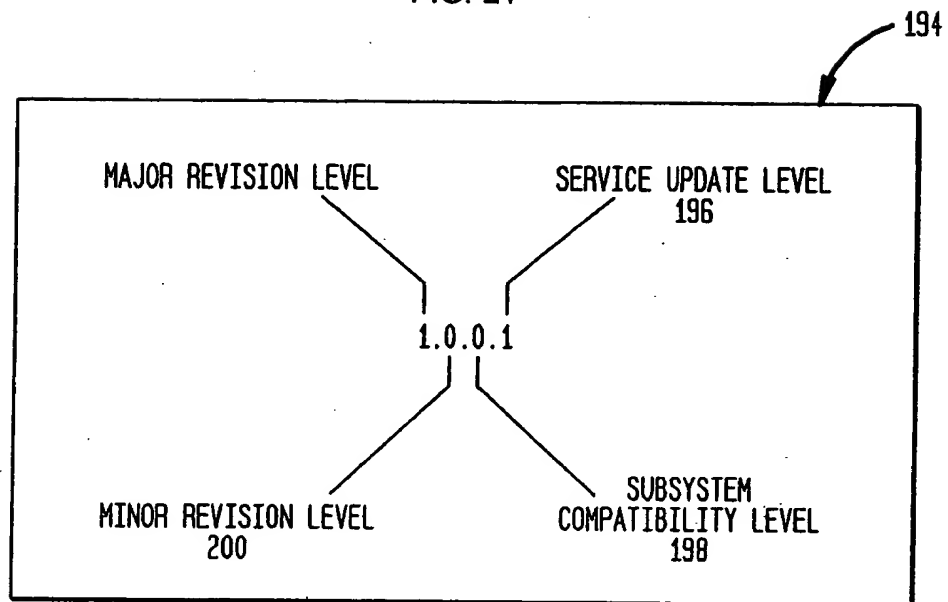 194
MAJOR REVISION LEVEL
SERVICE UPDATE LEVEL
196
1.0.0.1
MINOR REVISION LEVEL
200
SUBSYSTEM
COMPATIBILITY LEVEL
198